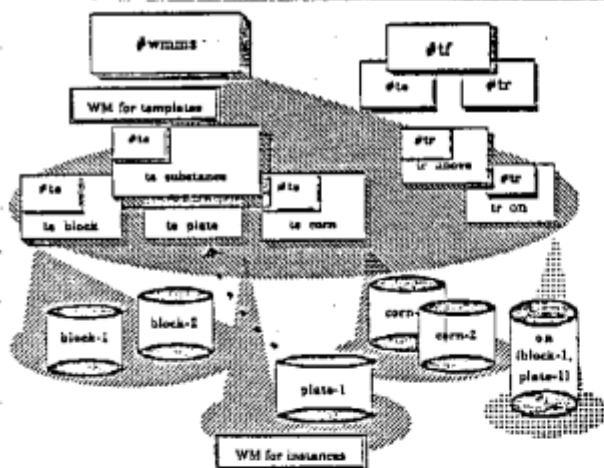 #wmms
#tf
#te
#tr
WM for templates
#te
te substance
#tr
tr above
#te
te block
te plate
#te
te corn
#tr
tr on
block-1
block-2
corn-
corn-2
on
(block-1,
plate-1)
plate-1
WM for instances